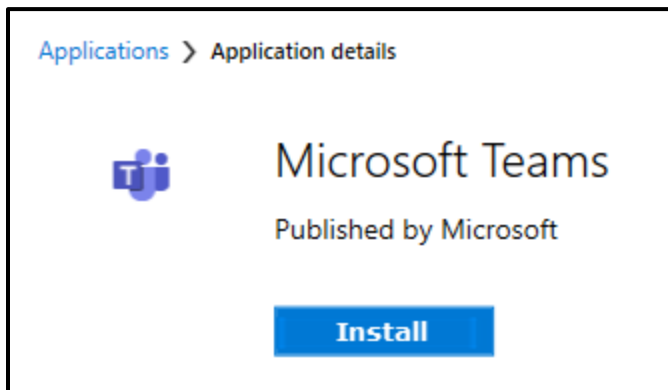 Applications ❯ Application details
Microsoft Teams
T
Published by Microsoft
Install